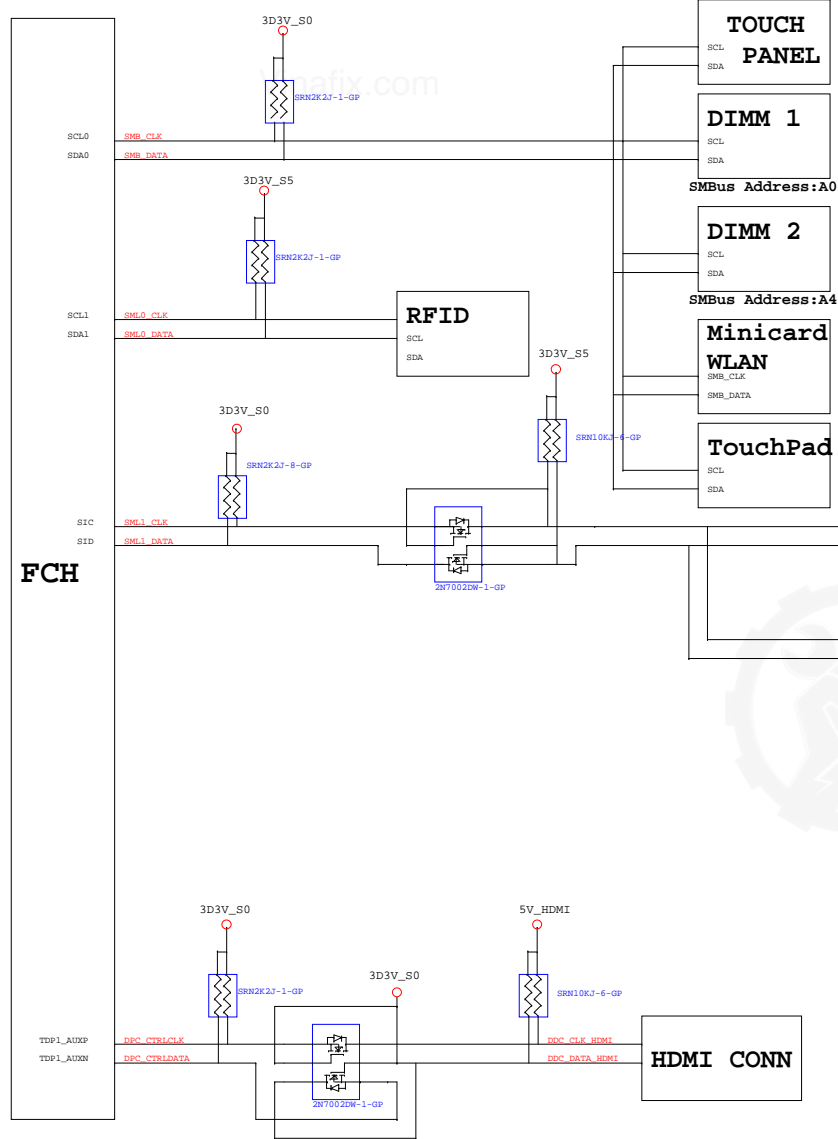 3D3V_S0
Vinafix.com
SRN2K2J-1-GP
TOUCH
PANEL
SCL
SDA
DIMM 1
SCL
SDA
SMBus Address:A0
SCL0
SMB_CLK
SDA0
SMB_DATA
3D3V_S5
SRN2K2J-1-GP
DIMM 2
SCL
SDA
SMBus Address:A4
SCL1
SML0_CLK
SDA1
SML0_DATA
RFID
SCL
SDA
Minicard
WLAN
SMB_CLK
SMB_DATA
3D3V_S5
SRN10KJ-6-GP
TouchPad
SCL
SDA
3D3V_S0
SRN2K2J-8-GP
SIC
SML1_CLK
SID
SML1_DATA
2N7002DW-1-GP
FCH
3D3V_S0
SRN2K2J-1-GP
3D3V_S0
5V_HDMI
SRN10KJ-6-GP
TDP1_AUXP
DPC_CTRLCLK
TDP1_AUXN
DPC_CTRLDATA
2N7002DW-1-GP
DDC_CLK_HDMI
DDC_DATA_HDMI
HDMI CONN